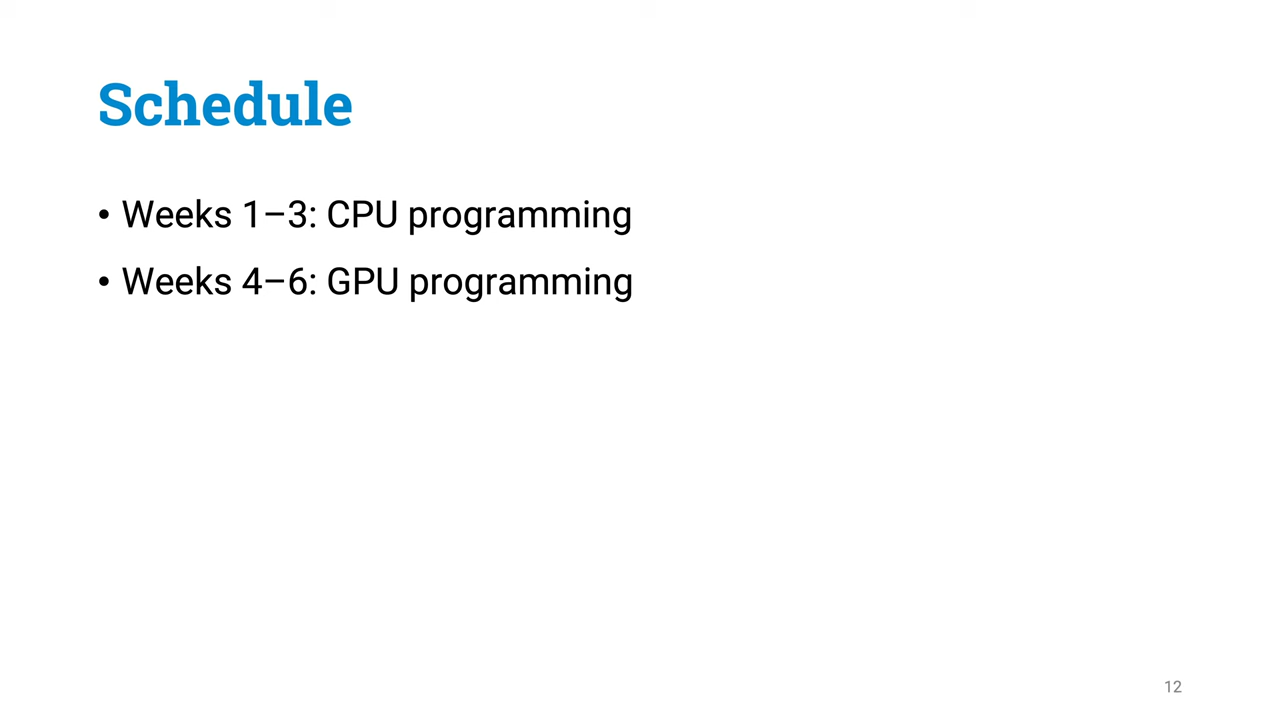 Schedule
• Weeks 1–3: CPU programming
• Weeks 4–6: GPU programming
12